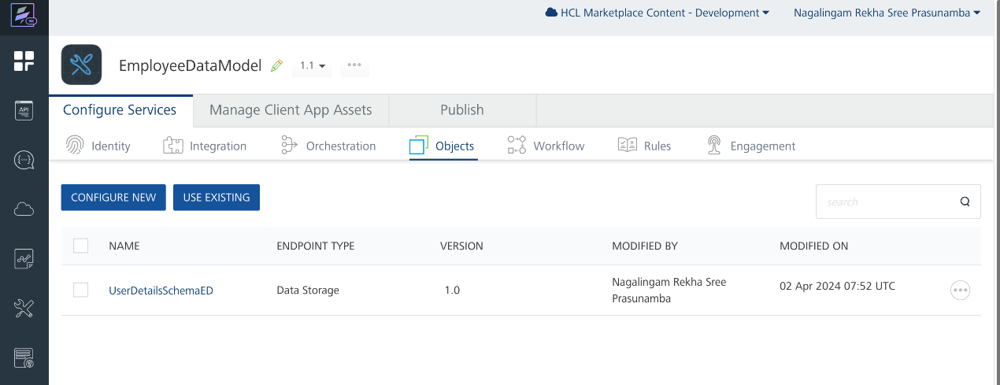 HCL Marketplace Content - Development Nagalingam Rekha Sree Prasunamba
MX
EmployeeDataModel 1.1
Configure Services Manage Client App Assets Publish
API
Identity Integration Orchestration Objects Workflow Rules Engagement
CONFIGURE NEW USE EXISTING search
NAME ENDPOINT TYPE VERSION MODIFIED BY MODIFIED ON
UserDetailsSchemaED Data Storage 1.0 Nagalingam Rekha Sree 02 Apr 2024 07:52 UTC
Prasunamba